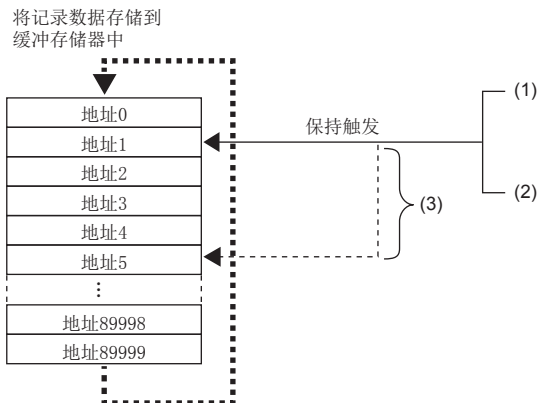 将记录数据存储到
缓冲存储器中
地址0
地址1
地址2
地址3
地址4
地址5
⋮
地址89998
地址89999
保持触发
(1)
(2)
(3)